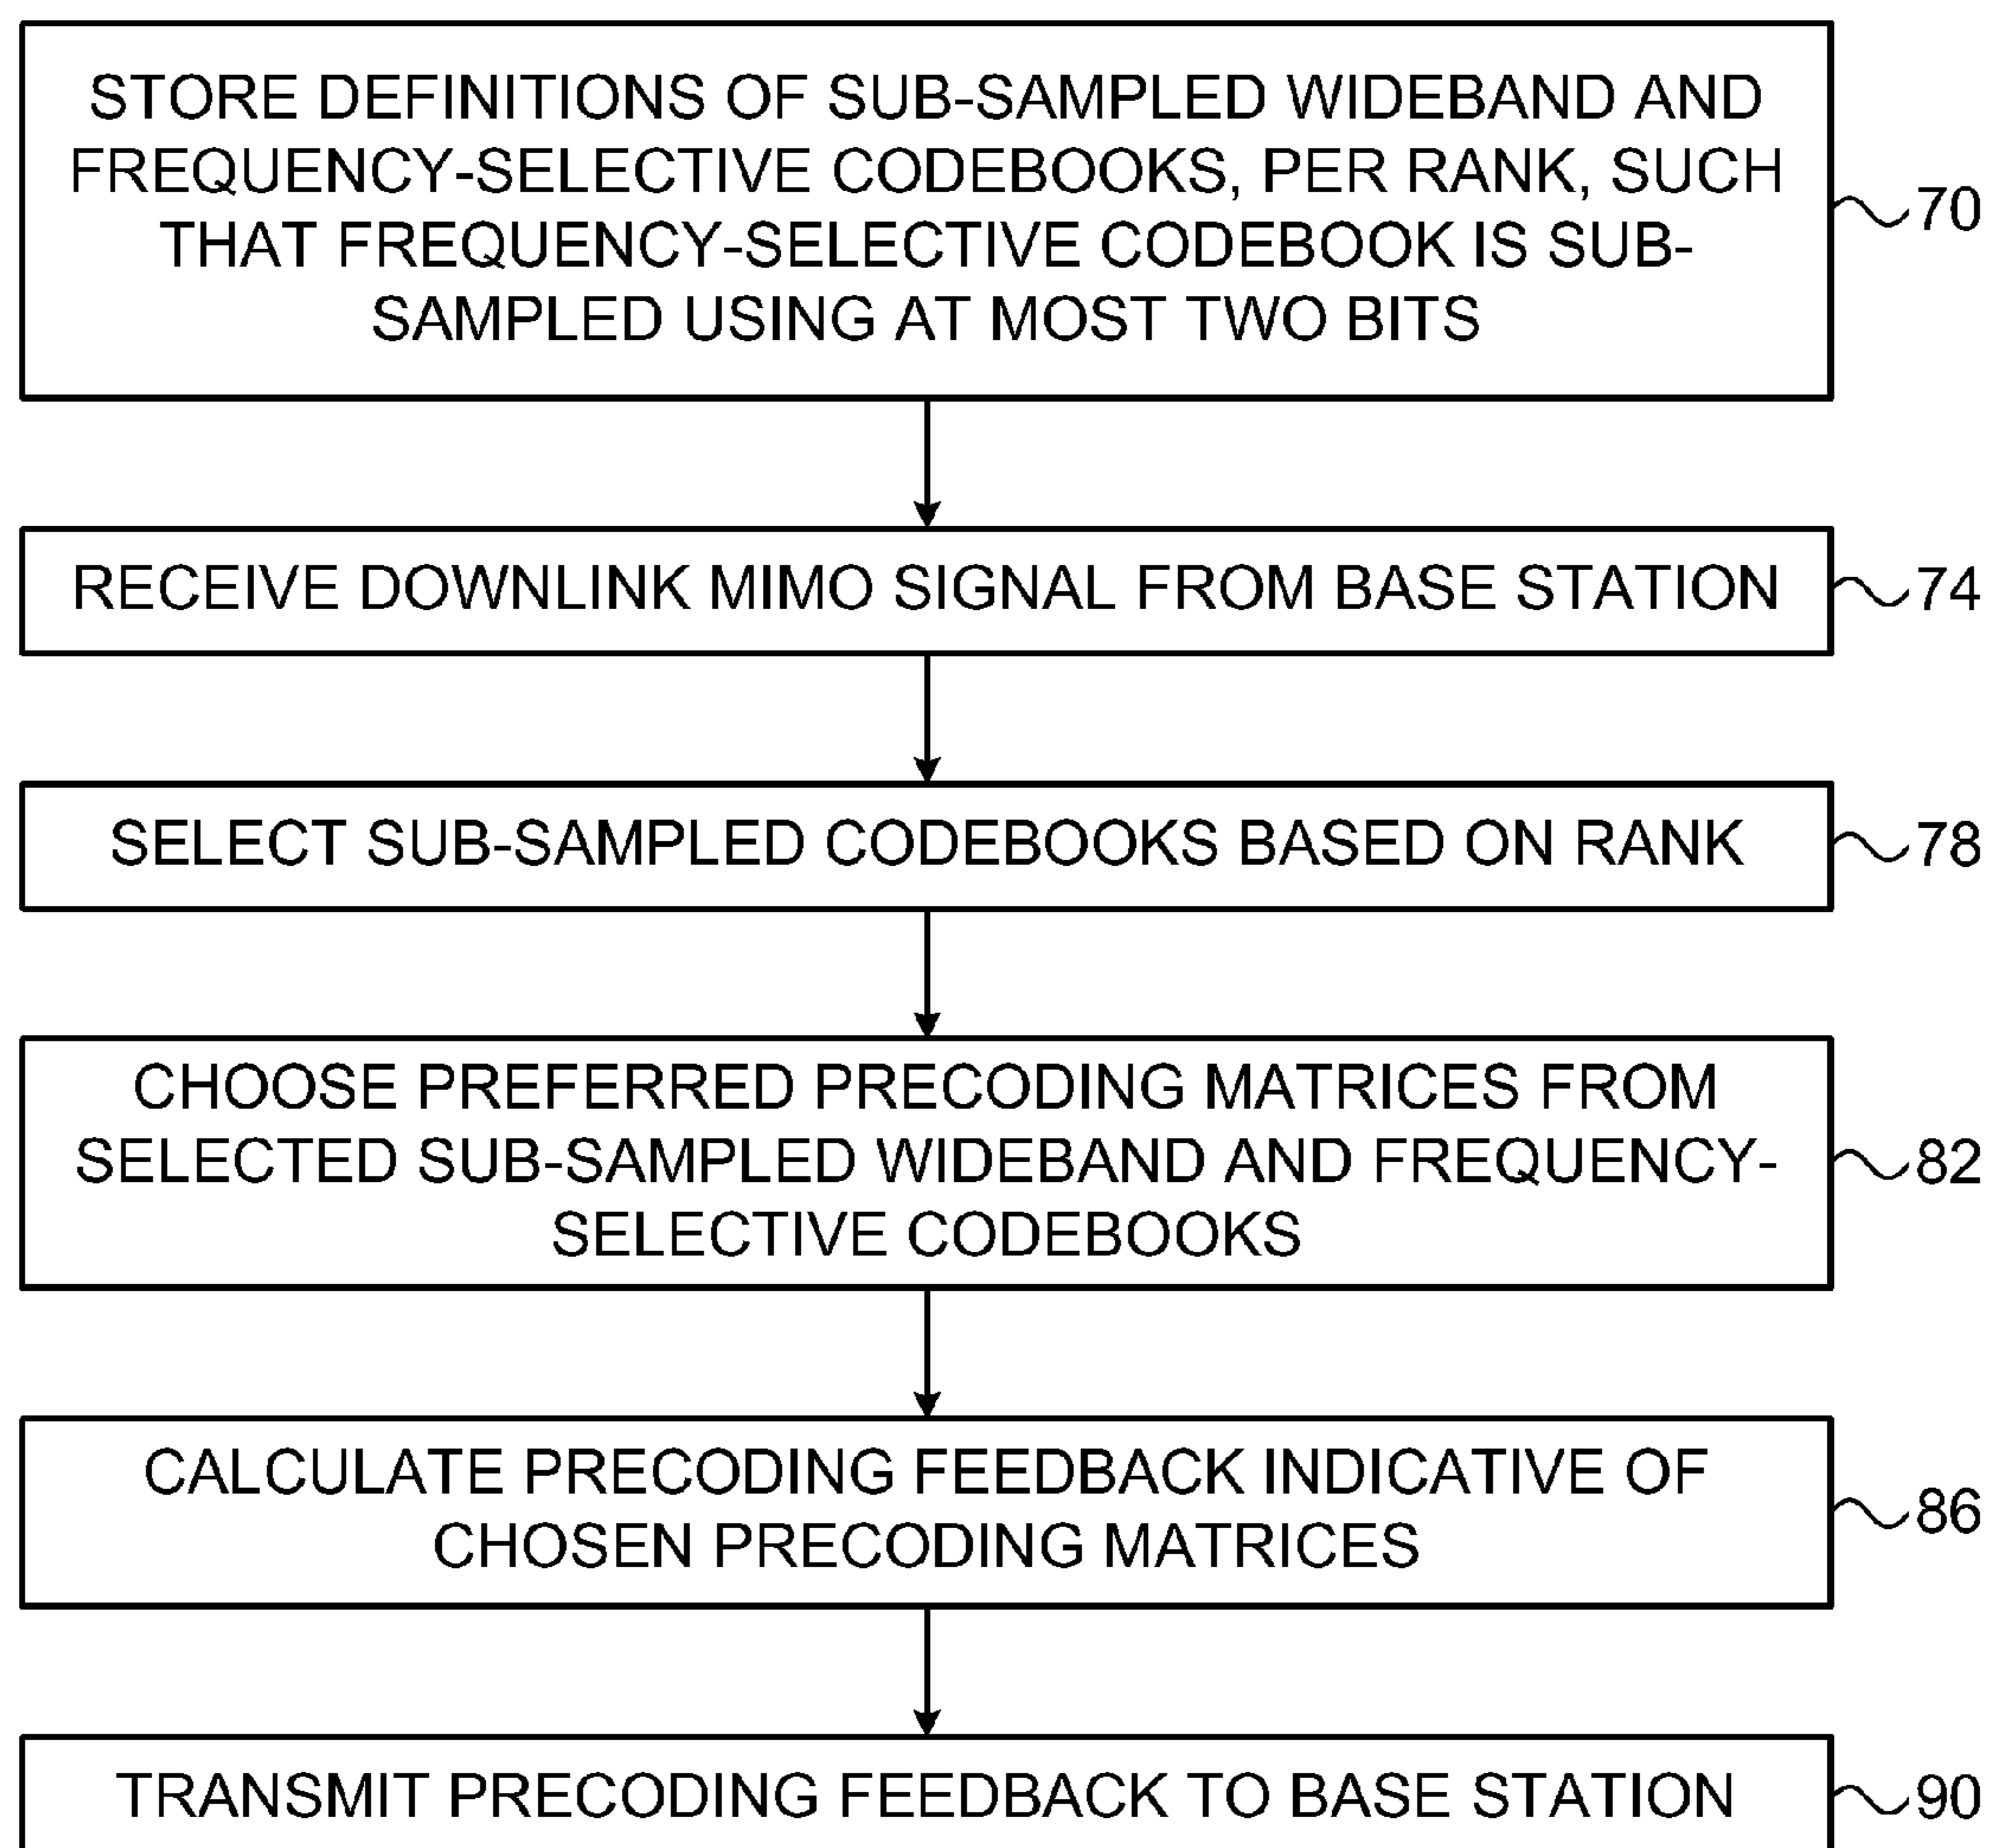 STORE DEFINITIONS OF SUB-SAMPLED WIDEBAND AND
FREQUENCY-SELECTIVE CODEBOOKS, PER RANK, SUCH
THAT FREQUENCY-SELECTIVE CODEBOOK IS SUB-
SAMPLED USING AT MOST TWO BITS
70
RECEIVE DOWNLINK MIMO SIGNAL FROM BASE STATION
74
SELECT SUB-SAMPLED CODEBOOKS BASED ON RANK
78
CHOOSE PREFERRED PRECODING MATRICES FROM
SELECTED SUB-SAMPLED WIDEBAND AND FREQUENCY-
SELECTIVE CODEBOOKS
82
CALCULATE PRECODING FEEDBACK INDICATIVE OF
CHOSEN PRECODING MATRICES
86
TRANSMIT PRECODING FEEDBACK TO BASE STATION
90